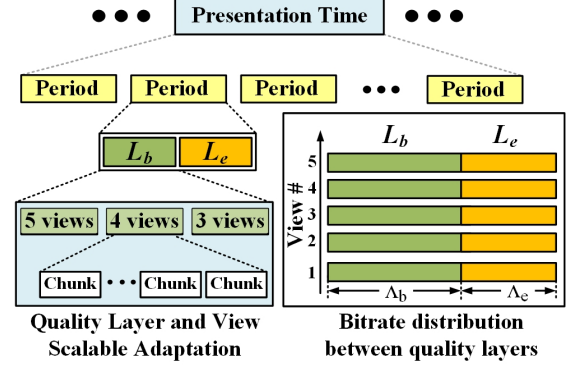 ● ● ● Presentation Time ● ● ●
Period Period Period ●●● Period
L_b L_e
5 views 4 views 3 views
Chunk ●●● Chunk Chunk
Quality Layer and View
Scalable Adaptation
L_b L_e
View #
5
4
3
2
1
Λ_b Λ_e
Bitrate distribution
between quality layers